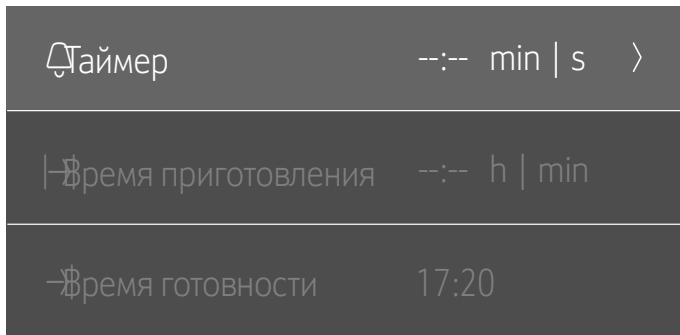 Таймер --:-- min | s
Время приготовления --:-- h | min
Время готовности 17:20